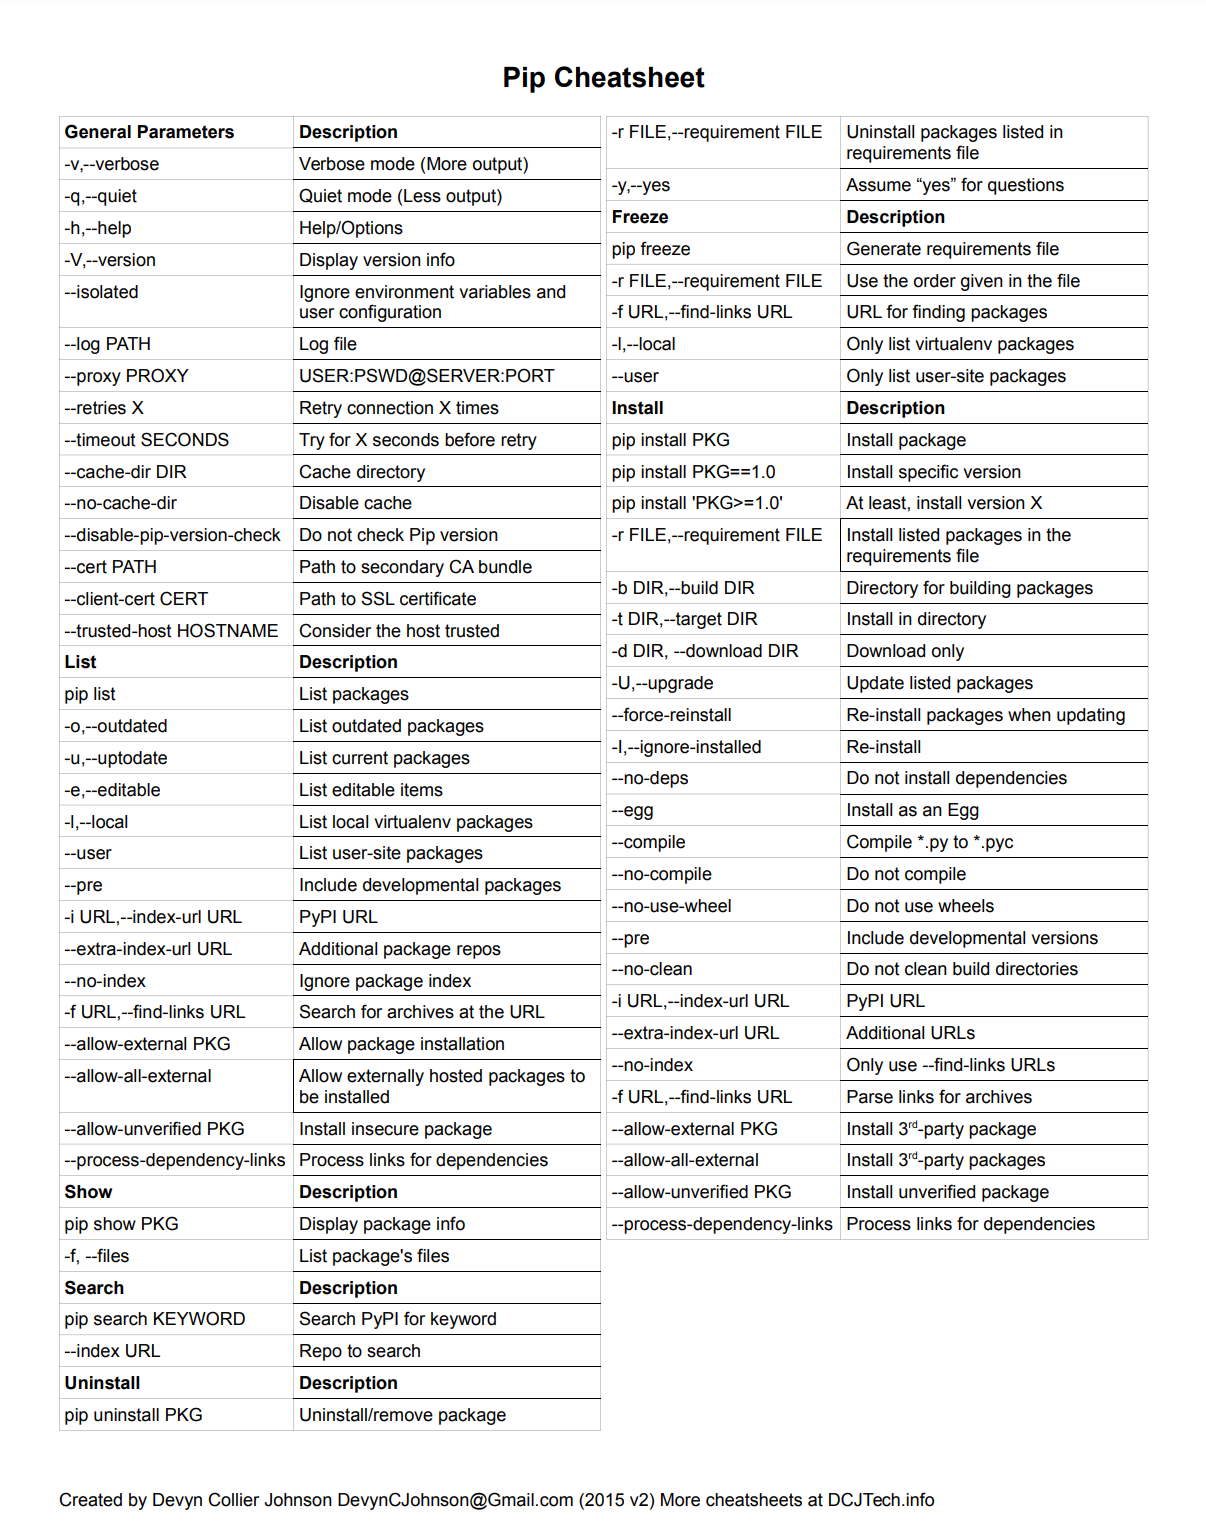 Pip Cheatsheet
General Parameters Description
-v,--verbose Verbose mode (More output)
-q,--quiet Quiet mode (Less output)
-h,--help Help/Options
-V,--version Display version info
--isolated Ignore environment variables and
user configuration
--log PATH Log file
--proxy PROXY USER:PSWD@SERVER:PORT
--retries X Retry connection X times
--timeout SECONDS Try for X seconds before retry
--cache-dir DIR Cache directory
--no-cache-dir Disable cache
--disable-pip-version-check Do not check Pip version
--cert PATH Path to secondary CA bundle
--client-cert CERT Path to SSL certificate
--trusted-host HOSTNAME Consider the host trusted
List Description
pip list List packages
-o,--outdated List outdated packages
-u,--uptodate List current packages
-e,--editable List editable items
-l,--local List local virtualenv packages
--user List user-site packages
--pre Include developmental packages
-i URL,--index-url URL PyPI URL
--extra-index-url URL Additional package repos
--no-index Ignore package index
-f URL,--find-links URL Search for archives at the URL
--allow-external PKG Allow package installation
--allow-all-external Allow externally hosted packages to
be installed
--allow-unverified PKG Install insecure package
--process-dependency-links Process links for dependencies
Show Description
pip show PKG Display package info
-f, --files List package's files
Search Description
pip search KEYWORD Search PyPI for keyword
--index URL Repo to search
Uninstall Description
pip uninstall PKG Uninstall/remove package
-r FILE,--requirement FILE Uninstall packages listed in
requirements file
-y,--yes Assume “yes” for questions
Freeze Description
pip freeze Generate requirements file
-r FILE,--requirement FILE Use the order given in the file
-f URL,--find-links URL URL for finding packages
-l,--local Only list virtualenv packages
--user Only list user-site packages
Install Description
pip install PKG Install package
pip install PKG==1.0 Install specific version
pip install 'PKG>=1.0' At least, install version X
-r FILE,--requirement FILE Install listed packages in the
requirements file
-b DIR,--build DIR Directory for building packages
-t DIR,--target DIR Install in directory
-d DIR, --download DIR Download only
-U,--upgrade Update listed packages
--force-reinstall Re-install packages when updating
-I,--ignore-installed Re-install
--no-deps Do not install dependencies
--egg Install as an Egg
--compile Compile *.py to *.pyc
--no-compile Do not compile
--no-use-wheel Do not use wheels
--pre Include developmental versions
--no-clean Do not clean build directories
-i URL,--index-url URL PyPI URL
--extra-index-url URL Additional URLs
--no-index Only use --find-links URLs
-f URL,--find-links URL Parse links for archives
--allow-external PKG Install 3rd-party package
--allow-all-external Install 3rd-party packages
--allow-unverified PKG Install unverified package
--process-dependency-links Process links for dependencies
Created by Devyn Collier Johnson DevynCJohnson@Gmail.com (2015 v2) More cheatsheets at DCJTech.info